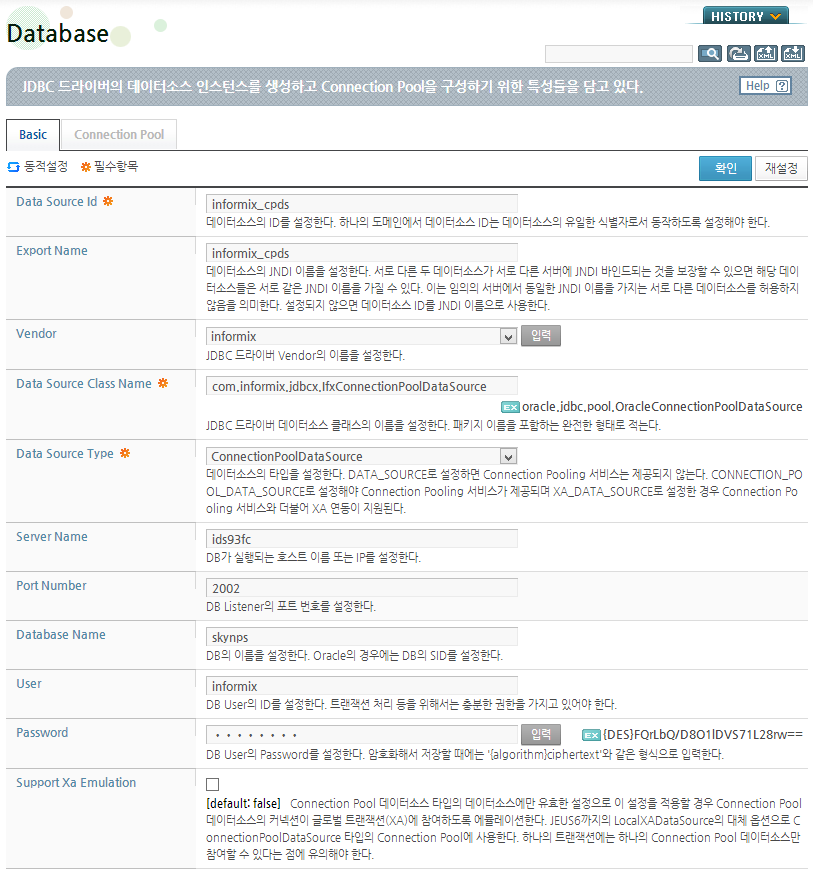 HISTORY
Database
JDBC 드라이버의 데이터소스 인스턴스를 생성하고 Connection Pool을 구성하기 위한 특성들을 담고 있다.
Help
Basic
Connection Pool
동적설정
필수항목
확인
재설정
Data Source Id
informix_cpds
데이터소스의 ID를 설정한다. 하나의 도메인에서 데이터소스 ID는 데이터소스의 유일한 식별자로서 동작하도록 설정해야 한다.
Export Name
informix_cpds
데이터소스의 JNDI 이름을 설정한다. 서로 다른 두 데이터소스가 서로 다른 서버에 JNDI 바인드되는 것을 보장할 수 있으면 해당 데이
터소스들은 서로 같은 JNDI 이름을 가질 수 있다. 이는 임의의 서버에서 동일한 JNDI 이름을 가지는 서로 다른 데이터소스를 허용하지
않음을 의미한다. 설정되지 않으면 데이터소스 ID를 JNDI 이름으로 사용한다.
Vendor
informix
입력
JDBC 드라이버 Vendor의 이름을 설정한다.
Data Source Class Name
com.informix.jdbcx.IfxConnectionPoolDataSource
EX oracle.jdbc.pool.OracleConnectionPoolDataSource
JDBC 드라이버 데이터소스 클래스의 이름을 설정한다. 패키지 이름을 포함하는 완전한 형태로 적는다.
Data Source Type
ConnectionPoolDataSource
데이터소스의 타입을 설정한다. DATA_SOURCE로 설정하면 Connection Pooling 서비스는 제공되지 않는다. CONNECTION_PO
OL_DATA_SOURCE로 설정해야 Connection Pooling 서비스가 제공되며 XA_DATA_SOURCE로 설정한 경우 Connection Po
oling 서비스와 더불어 XA 연동이 지원된다.
Server Name
ids93fc
DB가 실행되는 호스트 이름 또는 IP를 설정한다.
Port Number
2002
DB Listener의 포트 번호를 설정한다.
Database Name
skynps
DB의 이름을 설정한다. Oracle의 경우에는 DB의 SID를 설정한다.
User
informix
DB User의 ID를 설정한다. 트랜잭션 처리 등을 위해서는 충분한 권한을 가지고 있어야 한다.
Password
• • • • • • • •
입력
EX {DES}FQrLbQ/D8O1lDVS71L28rw==
DB User의 Password를 설정한다. 암호화해서 저장할 때에는 '{algorithm}ciphertext'와 같은 형식으로 입력한다.
Support Xa Emulation
[default: false] Connection Pool 데이터소스 타입의 데이터소스에만 유효한 설정으로 이 설정을 적용할 경우 Connection Pool
데이터소스의 커넥션이 글로벌 트랜잭션(XA)에 참여하도록 에뮬레이션한다. JEUS6까지의 LocalXADataSource의 대체 옵션으로 C
onnectionPoolDataSource 타입의 Connection Pool에 사용한다. 하나의 트랜잭션에는 하나의 Connection Pool 데이터소스만
참여할 수 있다는 점에 유의해야 한다.